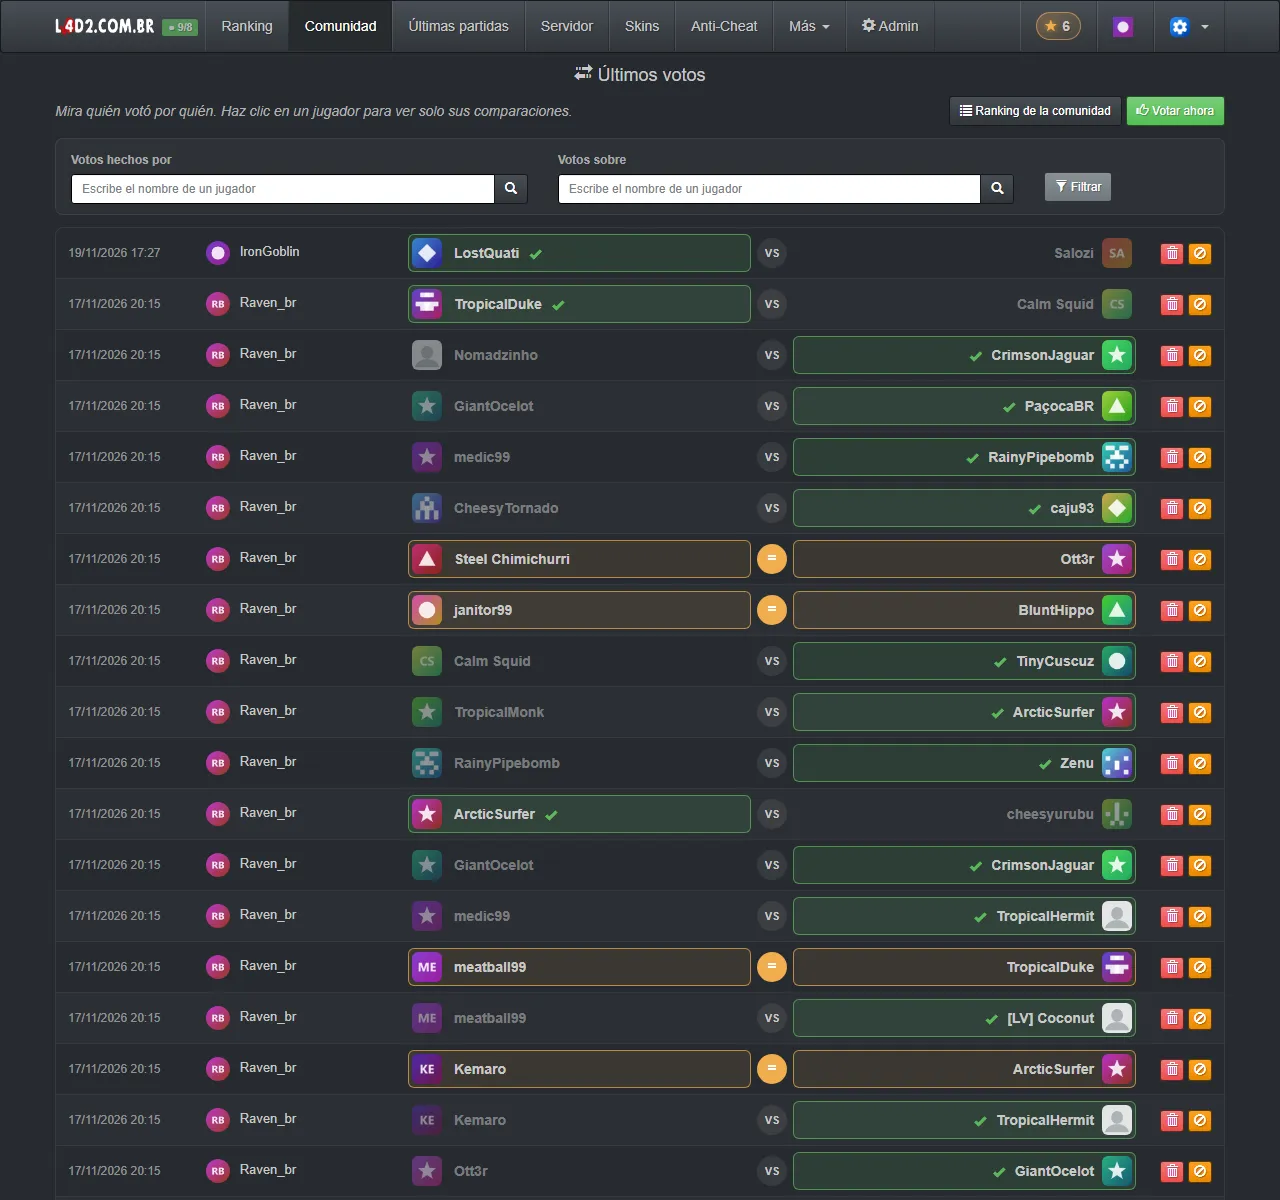 L4D2.COM.BR 9/8 Ranking Comunidad Últimas partidas Servidor Skins Anti-Cheat Más Admin 6
Últimos votos
Mira quién votó por quién. Haz clic en un jugador para ver solo sus comparaciones. Ranking de la comunidad Votar ahora
Votos hechos por Votos sobre
Escribe el nombre de un jugador Escribe el nombre de un jugador Filtrar
19/11/2026 17:27 IronGoblin LostQuati VS Salozi SA
17/11/2026 20:15 RB Raven_br TropicalDuke VS Calm Squid CS
17/11/2026 20:15 RB Raven_br Nomadzinho VS CrimsonJaguar
17/11/2026 20:15 RB Raven_br GiantOcelot VS PaçocaBR
17/11/2026 20:15 RB Raven_br medic99 VS RainyPipebomb
17/11/2026 20:15 RB Raven_br CheesyTornado VS caju93
17/11/2026 20:15 RB Raven_br Steel Chimichurri = Ott3r
17/11/2026 20:15 RB Raven_br janitor99 = BluntHippo
17/11/2026 20:15 RB Raven_br CS Calm Squid VS TinyCuscuz
17/11/2026 20:15 RB Raven_br TropicalMonk VS ArcticSurfer
17/11/2026 20:15 RB Raven_br RainyPipebomb VS Zenu
17/11/2026 20:15 RB Raven_br ArcticSurfer VS cheesyurubu
17/11/2026 20:15 RB Raven_br GiantOcelot VS CrimsonJaguar
17/11/2026 20:15 RB Raven_br medic99 VS TropicalHermit
17/11/2026 20:15 RB Raven_br ME meatball99 = TropicalDuke
17/11/2026 20:15 RB Raven_br ME meatball99 VS [LV] Coconut
17/11/2026 20:15 RB Raven_br KE Kemaro = ArcticSurfer
17/11/2026 20:15 RB Raven_br KE Kemaro VS TropicalHermit
17/11/2026 20:15 RB Raven_br Ott3r VS GiantOcelot